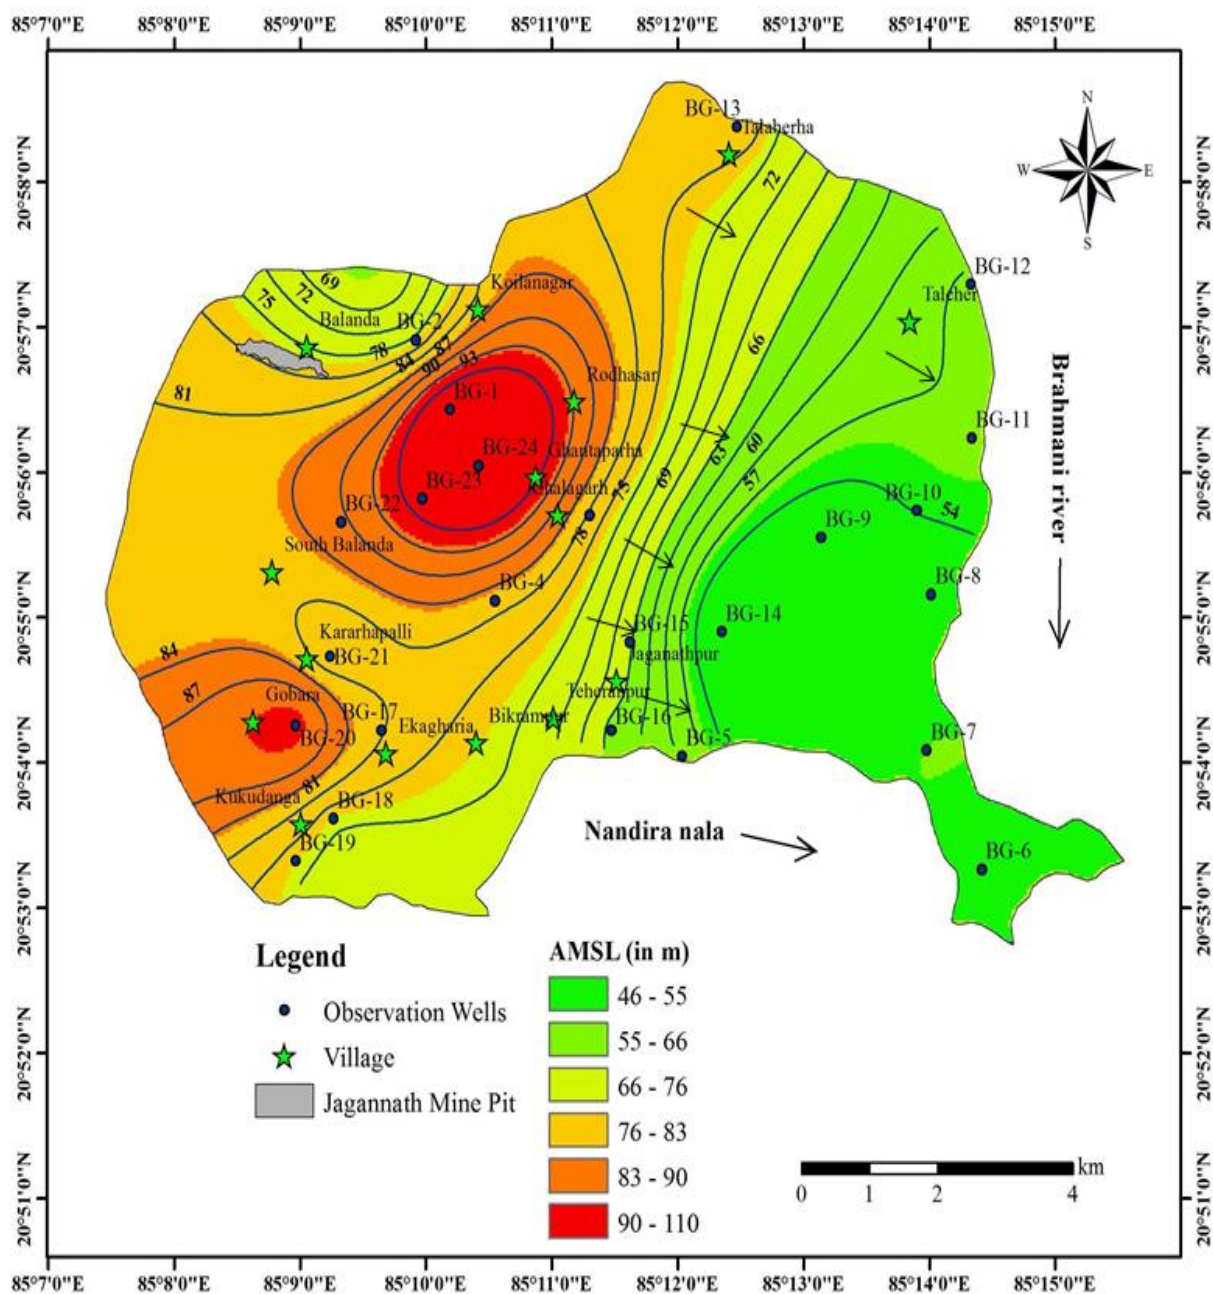 85°7'0"E 85°8'0"E 85°9'0"E 85°10'0"E 85°11'0"E 85°12'0"E 85°13'0"E 85°14'0"E 85°15'0"E
N
W E
S
BG-13
Talaherha
20°58'0"N 20°58'0"N
72
BG-12
Koilanagar
69
72
75
Taleher
20°57'0"N 20°57'0"N
Balanda
BG-2
78
87
84
90
93
66
81
Rodhasar
BG-1
BG-11
Brahmani river
63
60
BG-24
Ghantaparha
20°56'0"N 20°56'0"N
BG-23
Chalagarh
75
69
57
BG-10
54
BG-22
78
BG-9
South Balanda
BG-4
BG-8
20°55'0"N 20°55'0"N
Kararhapalli
BG-21
BG-15
BG-14
Jaganathpur
84
87
Gobara
Teheranpur
BG-17
Ekagharia
Bikrampur
BG-16
BG-20
BG-5
BG-7
20°54'0"N 20°54'0"N
81
Kukudanga
BG-18
BG-19
Nandira nala
BG-6
20°53'0"N 20°53'0"N
Legend
Observation Wells
Village
Jagannath Mine Pit
AMSL (in m)
46 - 55
55 - 66
66 - 76
76 - 83
83 - 90
90 - 110
20°52'0"N 20°52'0"N
km
0 1 2 4
20°51'0"N 20°51'0"N
85°7'0"E 85°8'0"E 85°9'0"E 85°10'0"E 85°11'0"E 85°12'0"E 85°13'0"E 85°14'0"E 85°15'0"E